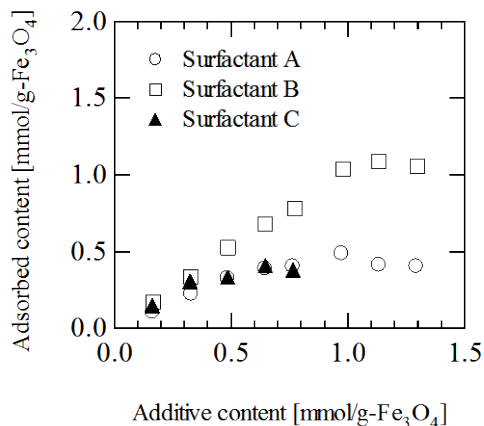 2.0
Surfactant A
Surfactant B
1.5
Surfactant C
1.0
0.5
0.0
0.0 0.5 1.0 1.5
Adsorbed content [mmol/g-Fe₃O₄]
Additive content [mmol/g-Fe₃O₄]